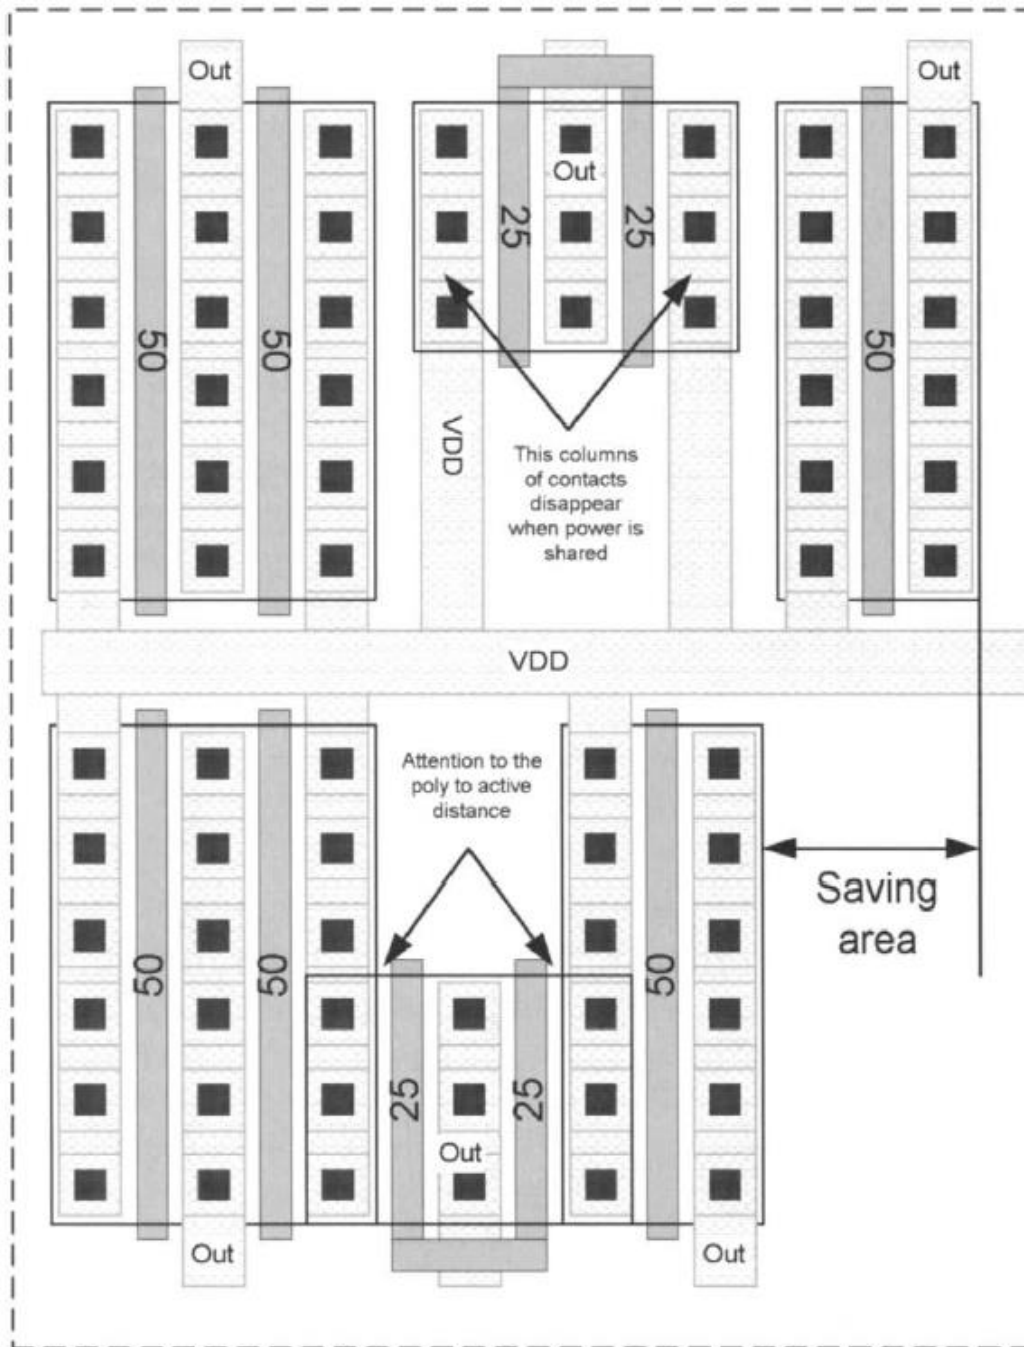 Out
Out
Out
25
25
50
50
50
VDD
This columns
of contacts
disappear
when power is
shared
VDD
Attention to the
poly to active
distance
Saving
area
50
50
50
25
25
Out
Out
Out